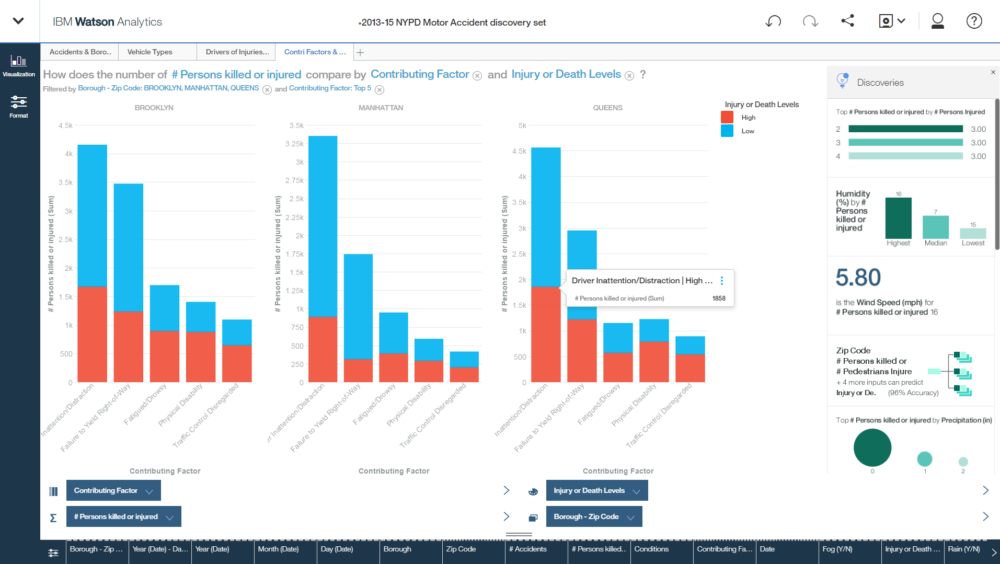 IBM Watson Analytics
*2013-15 NYPD Motor Accident discovery set
?
Visualization
Format
Accidents & Boro..
Vehicle Types
Drivers of Injuries...
Contri Factors & ...
+
How does the number of # Persons killed or injured compare by Contributing Factor and Injury or Death Levels ?
Filtered by Borough - Zip Code: BROOKLYN, MANHATTAN, QUEENS and Contributing Factor: Top 5
BROOKLYN
# Persons killed or injured (Sum)
4.5k
4k
3.5k
3k
2.5k
2k
1.5k
1k
500
0
Inattention/Distraction
Failure to Yield Right-of-Way
Fatigued/Drowsy
Physical Disability
Traffic Control Disregarded
Contributing Factor
MANHATTAN
# Persons killed or injured (Sum)
3.5k
3.25k
3k
2.75k
2.5k
2.25k
2k
1.75k
1.5k
1.25k
1k
750
500
250
0
er Inattention/Distraction
Failure to Yield Right-of-Way
Fatigued/Drowsy
Physical Disability
Traffic Control Disregarded
Contributing Factor
QUEENS
# Persons killed or injured (Sum)
5k
4.5k
4k
3.5k
3k
2.5k
2k
1.5k
1k
500
0
Inattention/Distraction
Failure to Yield Right-of-Way
Fatigued/Drowsy
Physical Disability
Traffic Control Disregarded
Contributing Factor
Driver Inattention/Distraction | High ...
# Persons killed or injured (Sum) 1858
Injury or Death Levels
High
Low
Discoveries
Top # Persons killed or injured by # Persons Injured
2 3.00
3 3.00
4 3.00
Humidity
(%) by #
Persons
killed or
injured
16
7
15
Highest
Median
Lowest
5.80
is the Wind Speed (mph) for
# Persons killed or injured 16
Zip Code
# Persons killed or
# Pedestrians Injure
+ 4 more inputs can predict
Injury or De. (96% Accuracy)
Top # Persons killed or injured by Precipitation (in)
0
1
2
Contributing Factor
Injury or Death Levels
Σ
# Persons killed or injured
Borough - Zip Code
Borough - Zip ...
Year (Date) - Da...
Year (Date)
Month (Date)
Day (Date)
Borough
Zip Code
# Accidents
# Persons killed...
Conditions
Contributing Fa...
Date
Fog (Y/N)
Injury or Death ...
Rain (Y/N)